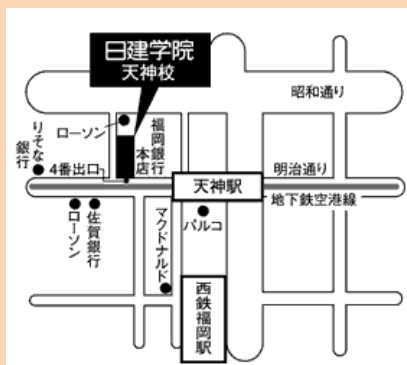 日建学院
天神校
昭和通り
ローソン
福岡銀行
本店
りそな
銀行
4番出口
明治通り
天神駅
地下鉄空港線
ローソン
佐賀銀行
マクドナルド
パルコ
西鉄福岡駅